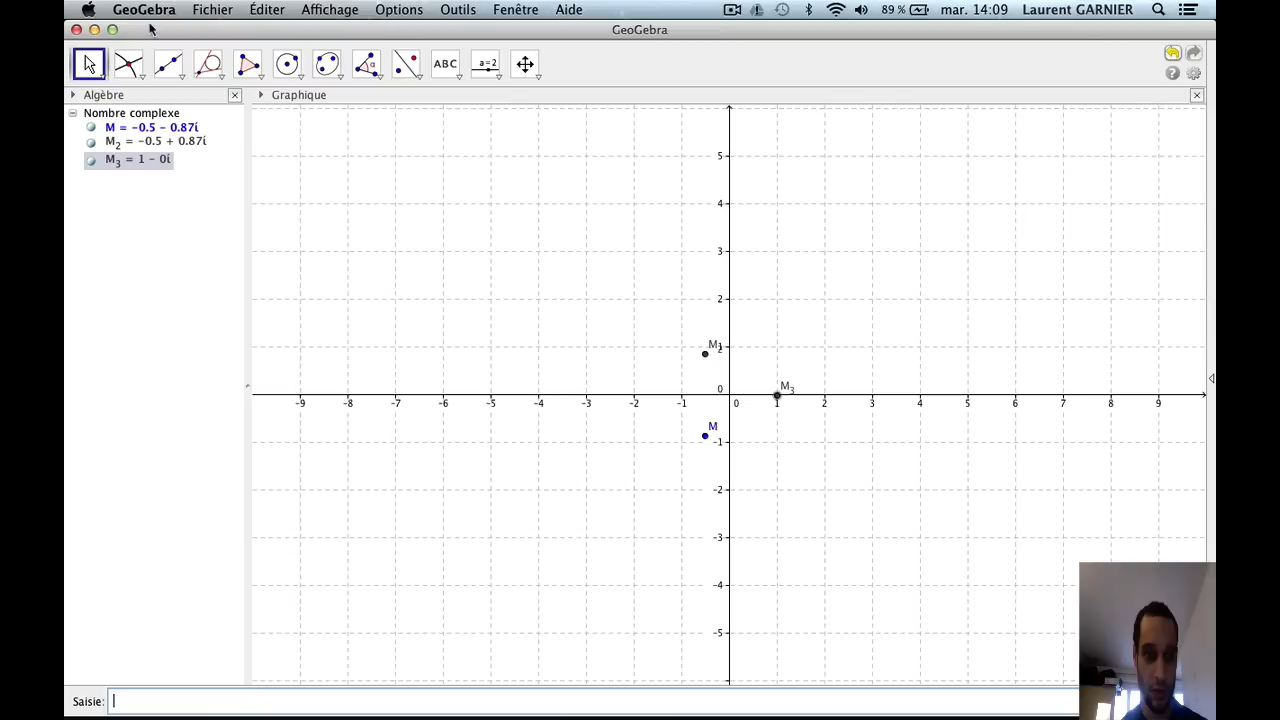 GeoGebra Fichier Éditer Affichage Options Outils Fenêtre Aide 89 % mar. 14:09 Laurent GARNIER
GeoGebra
ABC a=2
Algèbre Graphique
Nombre complexe
M = -0.5 - 0.87i
M2 = -0.5 + 0.87i
M3 = 1 - 0i
5
4
3
2
M2 1
0
M3
-9 -8 -7 -6 -5 -4 -3 -2 -1 0 1 2 3 4 5 6 7 8 9
M
-1
-2
-3
-4
-5
Saisie: